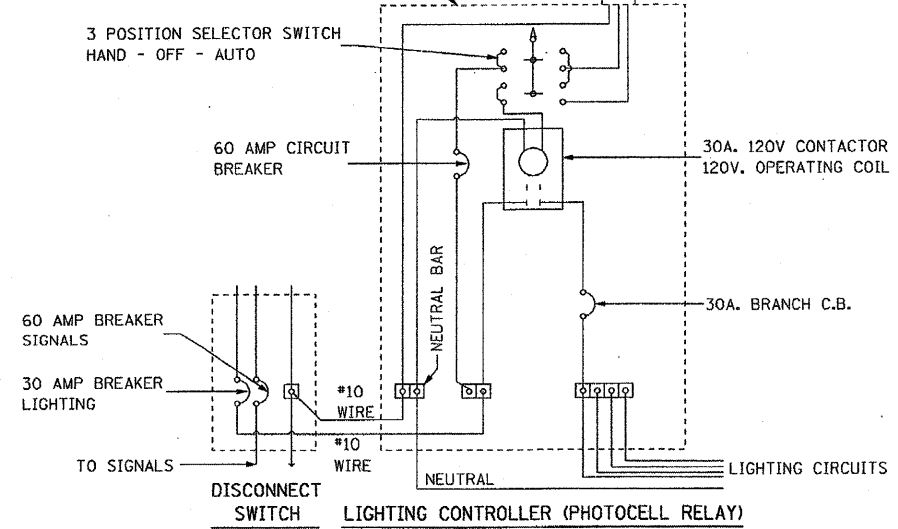 3 POSITION SELECTOR SWITCH
HAND - OFF - AUTO
60 AMP CIRCUIT
BREAKER
30A. 120V CONTACTOR
120V. OPERATING COIL
NEUTRAL BAR
30A. BRANCH C.B.
60 AMP BREAKER
SIGNALS
30 AMP BREAKER
LIGHTING
#10
WIRE
#10
WIRE
TO SIGNALS
NEUTRAL
LIGHTING CIRCUITS
DISCONNECT
SWITCH
LIGHTING CONTROLLER (PHOTOCELL RELAY)